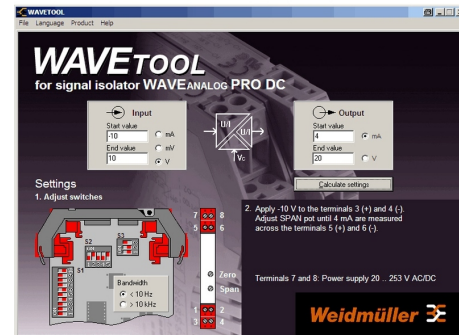 WAVETOOL
File Language Product Help
WAVETOOL
for signal isolator WAVEANALOG PRO DC
Input
Start value
-10
mA
End value
mV
10
V
U/I
U/I
Vc
Output
Start value
4
mA
End value
20
V
Calculate settings
Settings
1. Adjust switches
S1
S2
S3
Bandwidth
< 10 Hz
> 10 kHz
7 8
5 6
Zero
Span
1 2
3 4
2. Apply -10 V to the terminals 3 (+) and 4 (-).
Adjust SPAN pot until 4 mA are measured
across the terminals 5 (+) and 6 (-).
Terminals 7 and 8: Power supply 20 .. 253 V AC/DC
Weidmüller